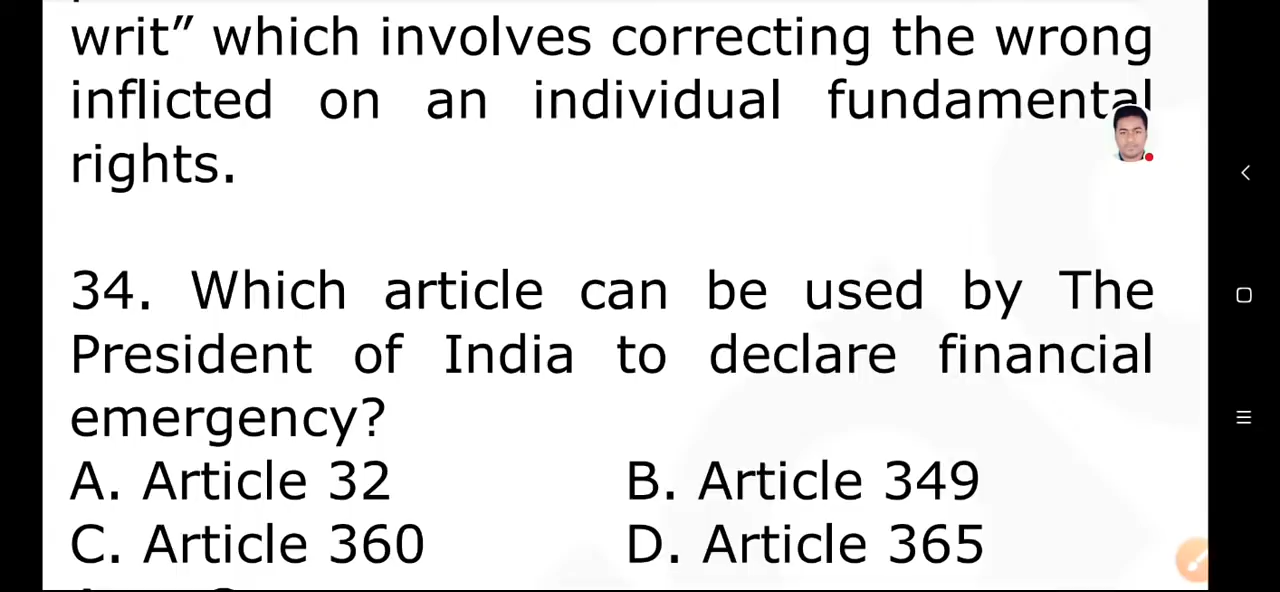 writ” which involves correcting the wrong
inflicted on an individual fundamental
rights.
34. Which article can be used by The
President of India to declare financial
emergency?
A. Article 32 B. Article 349
C. Article 360 D. Article 365